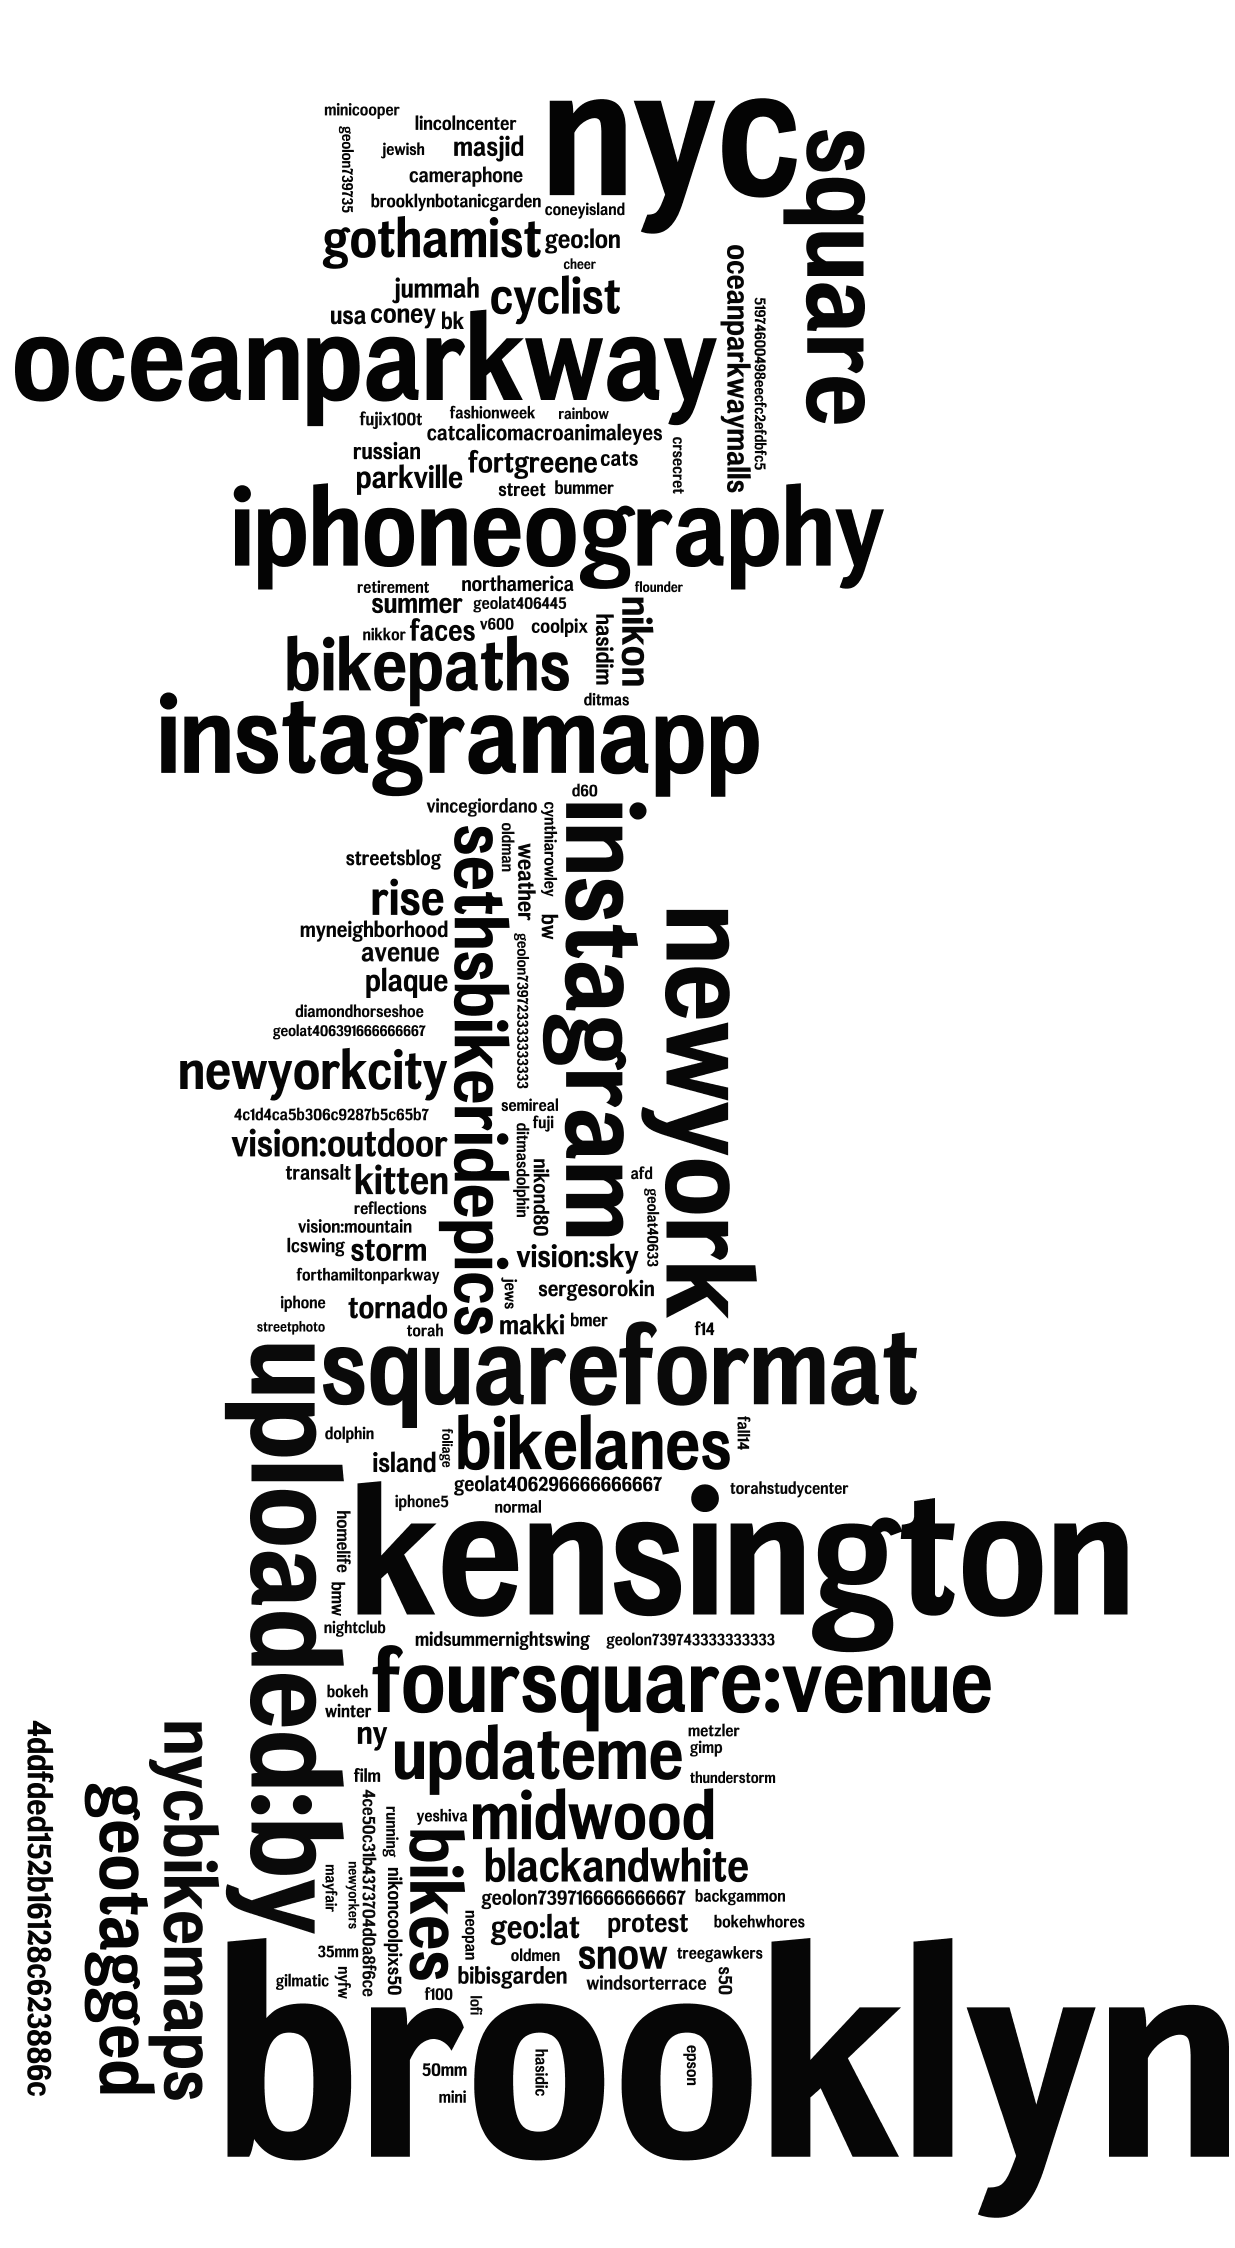 minicooper
lincolncenter
nyc
square
geolon739735
jewish
masjid
cameraphone
brooklynbotanicgarden
coneyisland
gothamist
geo:lon
cheer
oceanparkwaymalls
51974600498eecfc2efdbfc5
jummah
cyclist
usa
coney
bk
oceanparkway
fujix100t
fashionweek
rainbow
catcalicomacroanimaleyes
russian
fortgreene
cats
crsecret
parkville
street
bummer
iphoneography
retirement
northamerica
flounder
summer
geolat406445
nikkor
faces
v600
coolpix
hasidim
nikon
bikepaths
ditmas
instagramapp
d60
vincegiordano
cynthiarowley
instagram
sethsbikeridepics
oldman
weather
bw
streetsblog
rise
newyork
myneighborhood
avenue
geolon7397233333333333
plaque
diamondhorseshoe
geolat406391666666667
newyorkcity
semireal
4c1d4ca5b306c9287b5c65b7
fuji
vision:outdoor
ditmasdolphin
nikond80
transalt
kitten
afd
geolat40633
reflections
vision:mountain
lcswing
storm
vision:sky
forthamiltonparkway
jews
sergesorokin
iphone
tornado
streetphoto
torah
makki
bmer
f14
uploaded:by
squareformat
dolphin
foliage
bikelanes
fall14
island
geolat406296666666667
torahstudycenter
iphone5
normal
homelife
kensington
bmw
nightclub
midsummernightswing
geolon739743333333333
foursquare:venue
bokeh
winter
4ddfded152b16128c623886c
nycbikemaps
geotagged
ny
updateme
metzler
gimp
film
thunderstorm
4ce50c31b4373704d0a8f6ce
running
yeshiva
midwood
bikes
blackandwhite
mayfair
newyorkers
nikoncoolpixs50
geolon739716666666667
backgammon
neopan
geo:lat
protest
bokehwhores
35mm
oldmen
snow
treegawkers
gilmatic
nyfw
bibisgarden
windsorterrace
s50
f100
lofi
brooklyn
50mm
mini
hasidic
epson